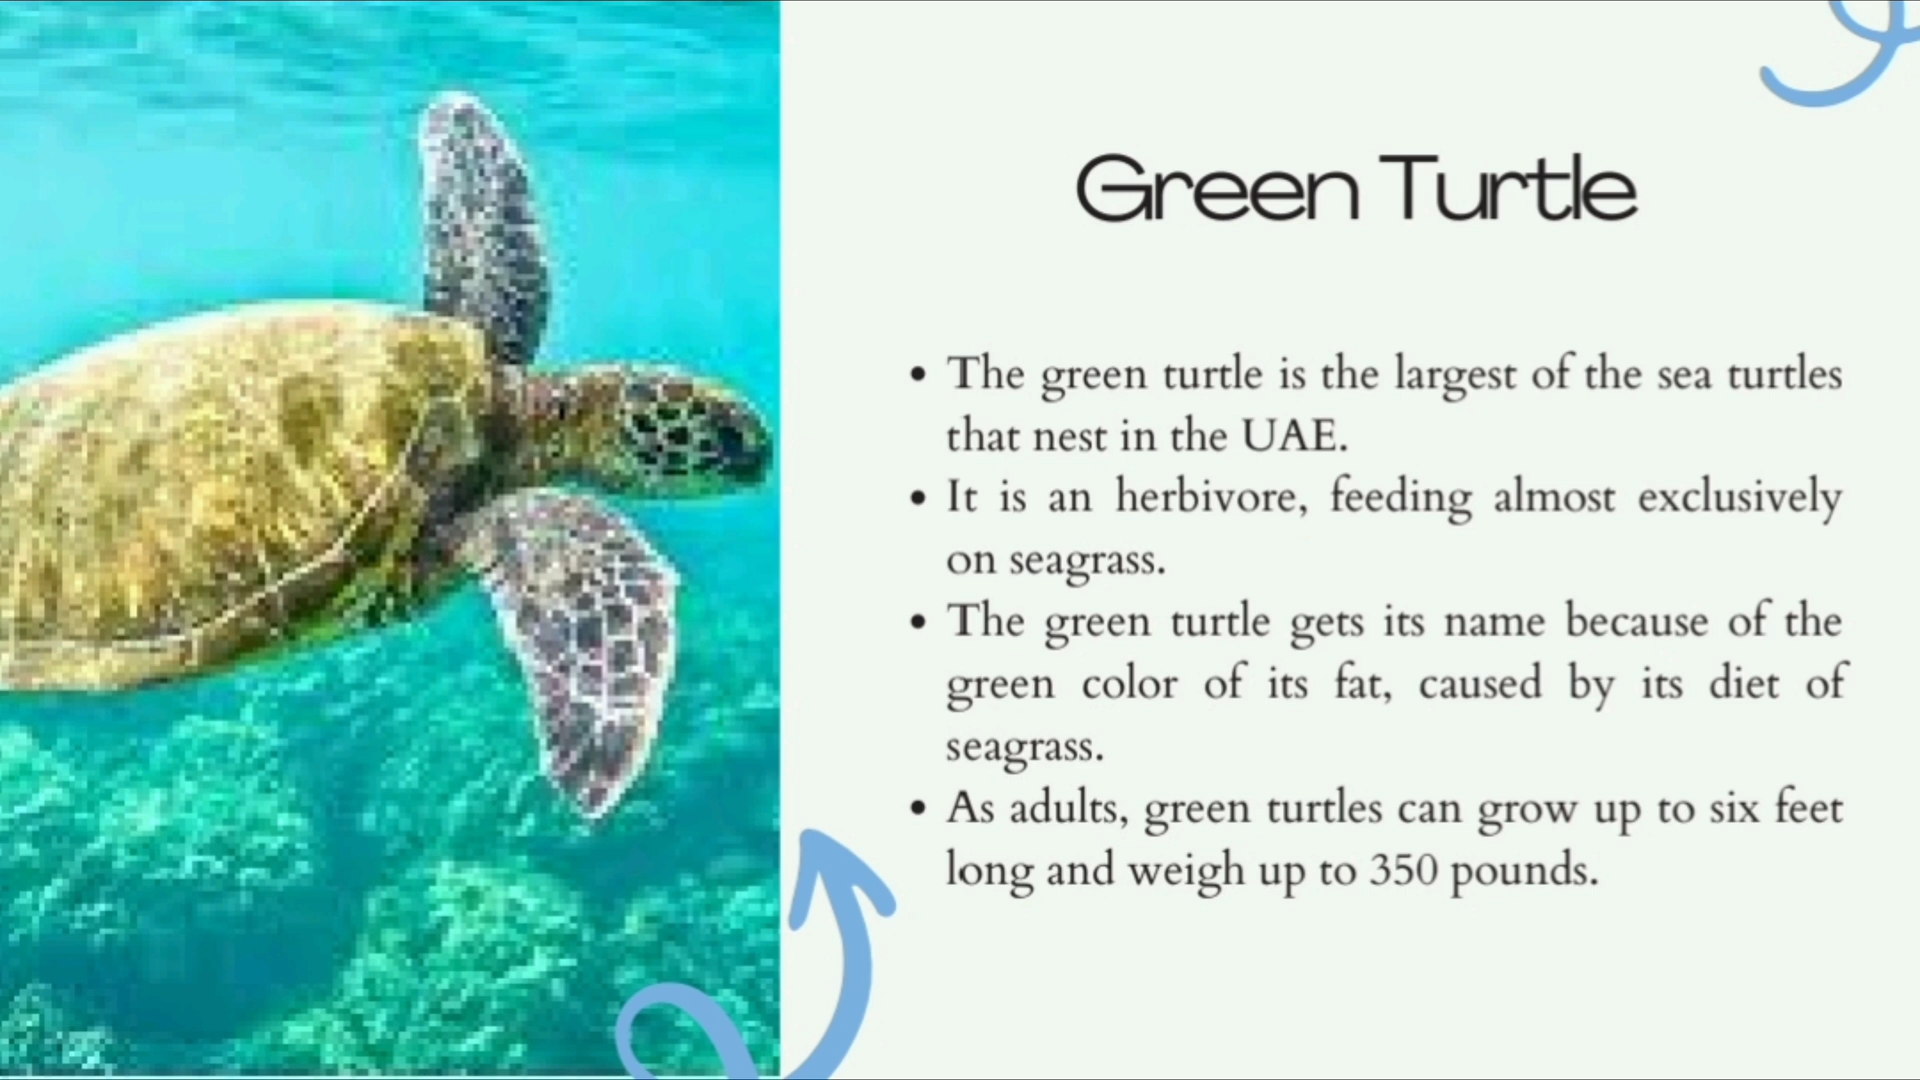 Green Turtle
• The green turtle is the largest of the sea turtles
that nest in the UAE.
• It is an herbivore, feeding almost exclusively
on seagrass.
• The green turtle gets its name because of the
green color of its fat, caused by its diet of
seagrass.
• As adults, green turtles can grow up to six feet
long and weigh up to 350 pounds.